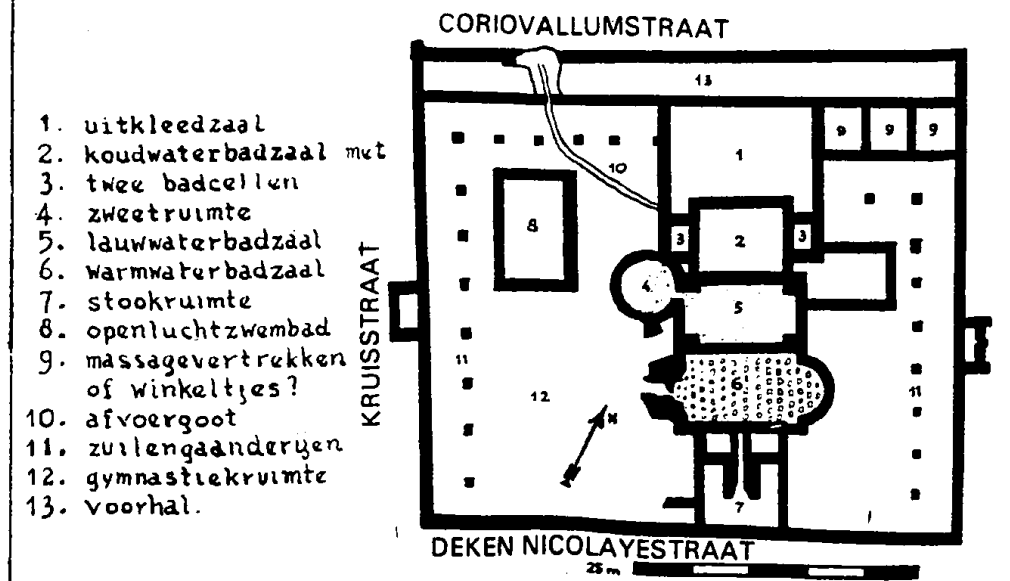 CORIOVALLUMSTRAAT
1. uitkleedzaal
2. koudwaterbadzaal met
3. twee badcellen
4. zweetruimte
5. lauwwaterbadzaal
6. warmwaterbadzaal
7. stookruimte
8. openluchtzwembad
9. massagevertrekken
of winkeltjes?
10. afvoergoot
11. zuilengaanderijen
12. gymnastiekruimte
13. voorhal.
KRUISSTRAAT
13
9 9 9
1
10
8
3 2 3
4
5
11
6
11
12
7
DEKEN NICOLAYESTRAAT
25 m